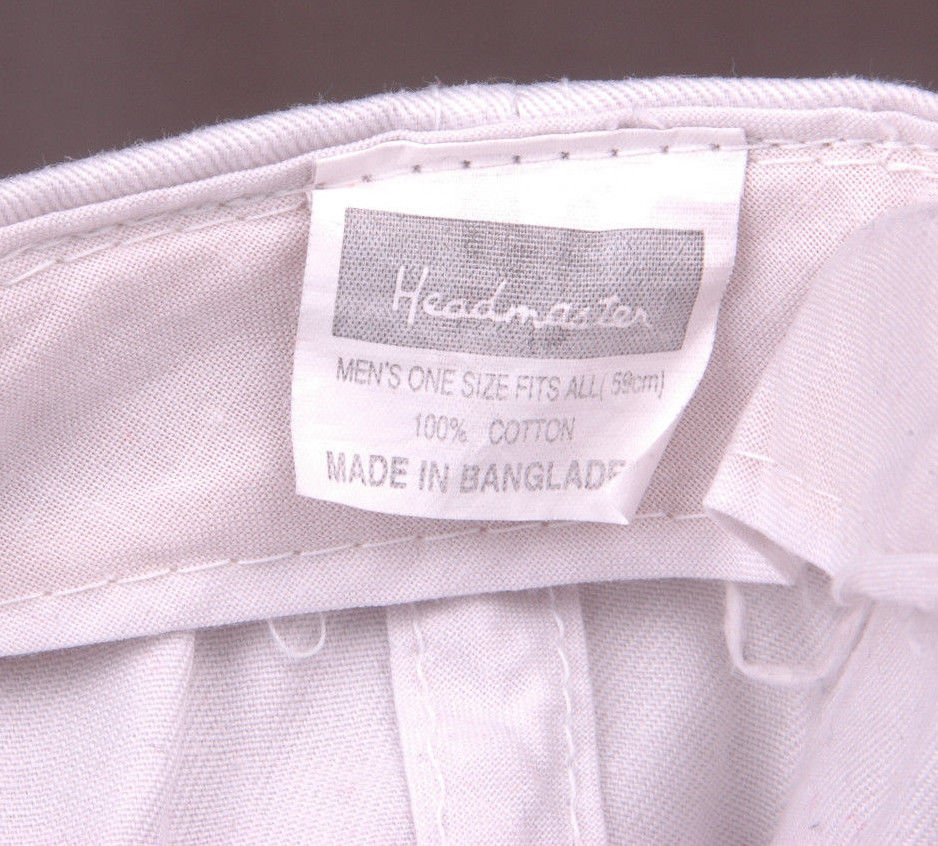 Headmaster
MEN'S ONE SIZE FITS ALL( 59cm)
100% COTTON
MADE IN BANGLADE